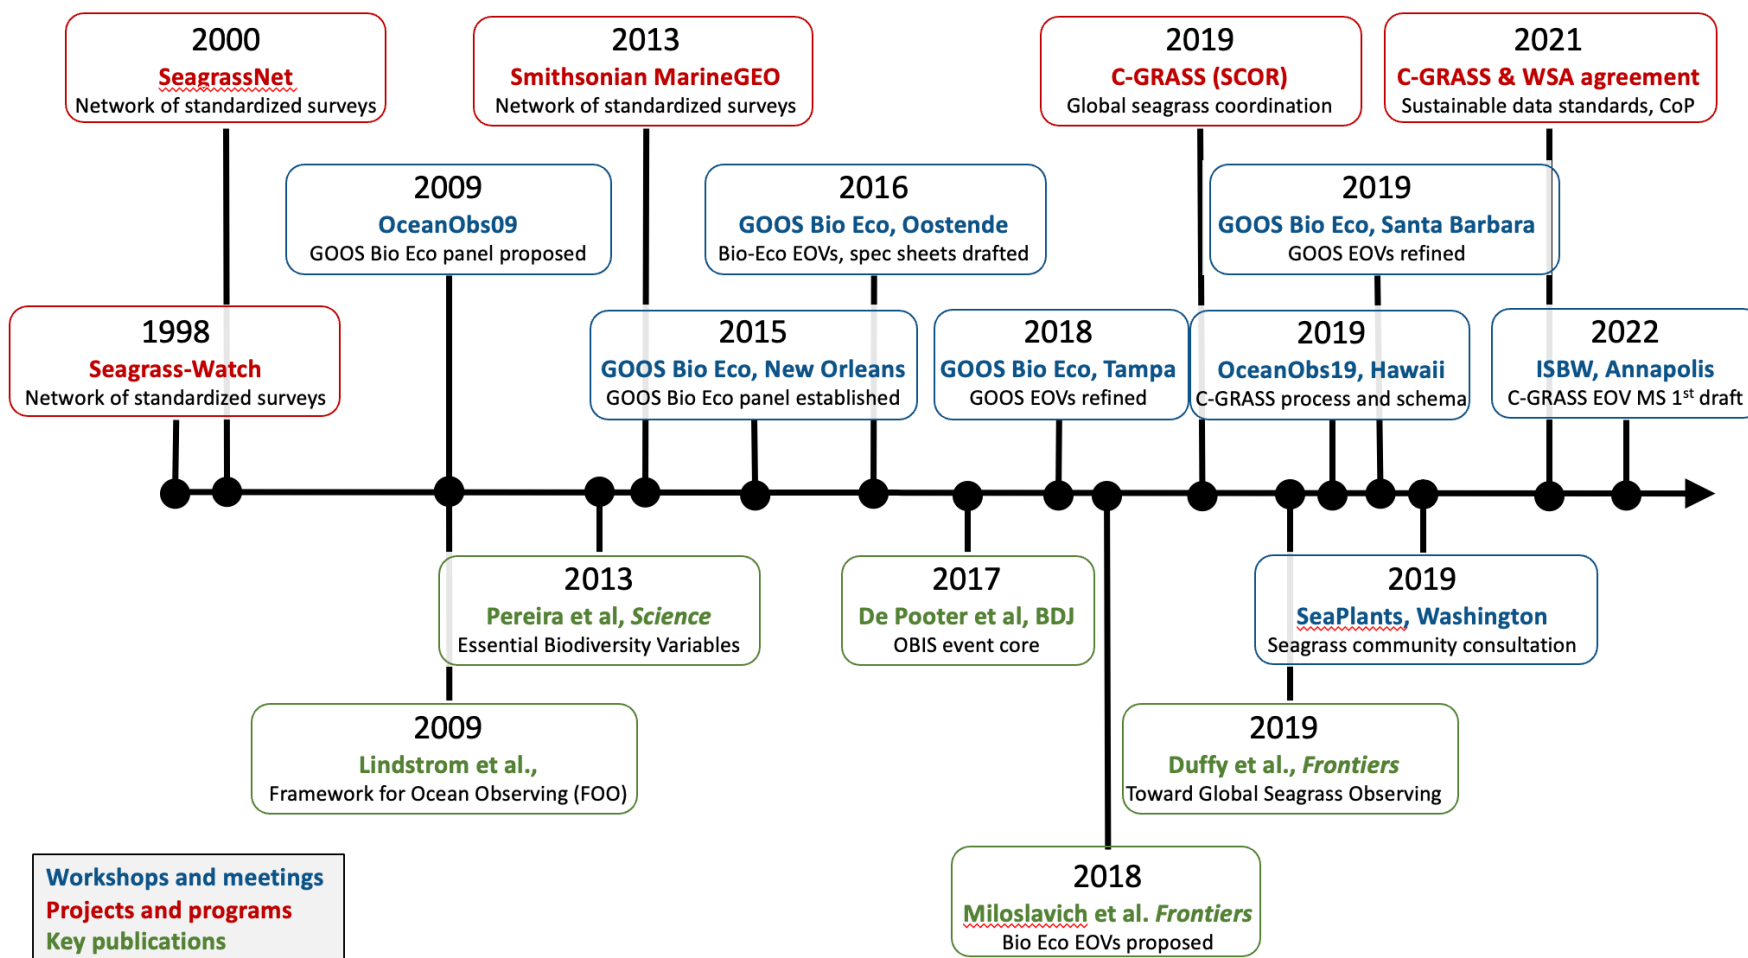 2000
SeagrassNet
Network of standardized surveys
2013
Smithsonian MarineGEO
Network of standardized surveys
2019
C-GRASS (SCOR)
Global seagrass coordination
2021
C-GRASS & WSA agreement
Sustainable data standards, CoP
2009
OceanObs09
GOOS Bio Eco panel proposed
2016
GOOS Bio Eco, Oostende
Bio-Eco EOVs, spec sheets drafted
2019
GOOS Bio Eco, Santa Barbara
GOOS EOVs refined
1998
Seagrass-Watch
Network of standardized surveys
2015
GOOS Bio Eco, New Orleans
GOOS Bio Eco panel established
2018
GOOS Bio Eco, Tampa
GOOS EOVs refined
2019
OceanObs19, Hawaii
C-GRASS process and schema
2022
ISBW, Annapolis
C-GRASS EOV MS 1st draft
2013
Pereira et al, Science
Essential Biodiversity Variables
2017
De Pooter et al, BDJ
OBIS event core
2019
SeaPlants, Washington
Seagrass community consultation
2009
Lindstrom et al.,
Framework for Ocean Observing (FOO)
2019
Duffy et al., Frontiers
Toward Global Seagrass Observing
2018
Miloslavich et al. Frontiers
Bio Eco EOVs proposed
Workshops and meetings
Projects and programs
Key publications